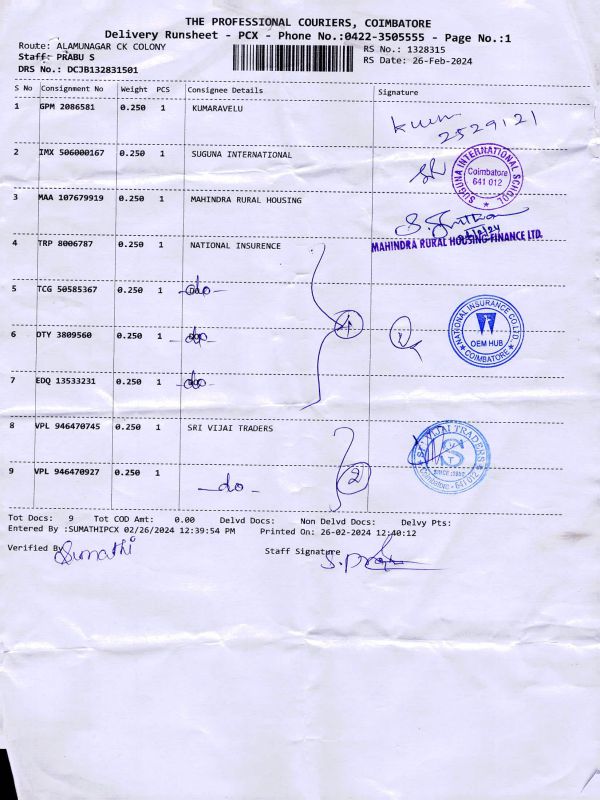 THE PROFESSIONAL COURIERS, COIMBATORE
Delivery Runsheet - PCX - Phone No.:0422-3505555 - Page No.:1
Route: ALAMUNAGAR CK COLONY
RS No.: 1328315
Staff: PRABU S
RS Date: 26-Feb-2024
DRS No.: DCJB132831501
S No Consignment No Weight PCS Consignee Details Signature
1 GPM 2086581 0.250 1 KUMARAVELU
2529121
2 IMX 506000167 0.250 1 SUGUNA INTERNATIONAL
SUGUNA INTERNATIONAL SCHOOL
Coimbatore
641 012
3 MAA 107679919 0.250 1 MAHINDRA RURAL HOUSING
MAHINDRA RURAL HOUSING FINANCE LTD.
4 TRP 8006787 0.250 1 NATIONAL INSURENCE
5 TCG 50585367 0.250 1 -do-
6 DTY 3809560 0.250 1 -do-
4
NATIONAL INSURANCE CO LTD
OEM HUB
COIMBATORE
7 EDQ 13533231 0.250 1 -do-
8 VPL 946470745 0.250 1 SRI VIJAI TRADERS
SRI VIJAI TRADERS
S
Coimbatore - 641 012
9 VPL 946470927 0.250 1 -do-
2
Tot Docs: 9 Tot COD Amt: 0.00 Delvd Docs: Non Delvd Docs: Delvy Pts:
Entered By :SUMATHIPCX 02/26/2024 12:39:54 PM Printed On: 26-02-2024 12:40:12
Verified By Sumathi
Staff Signature